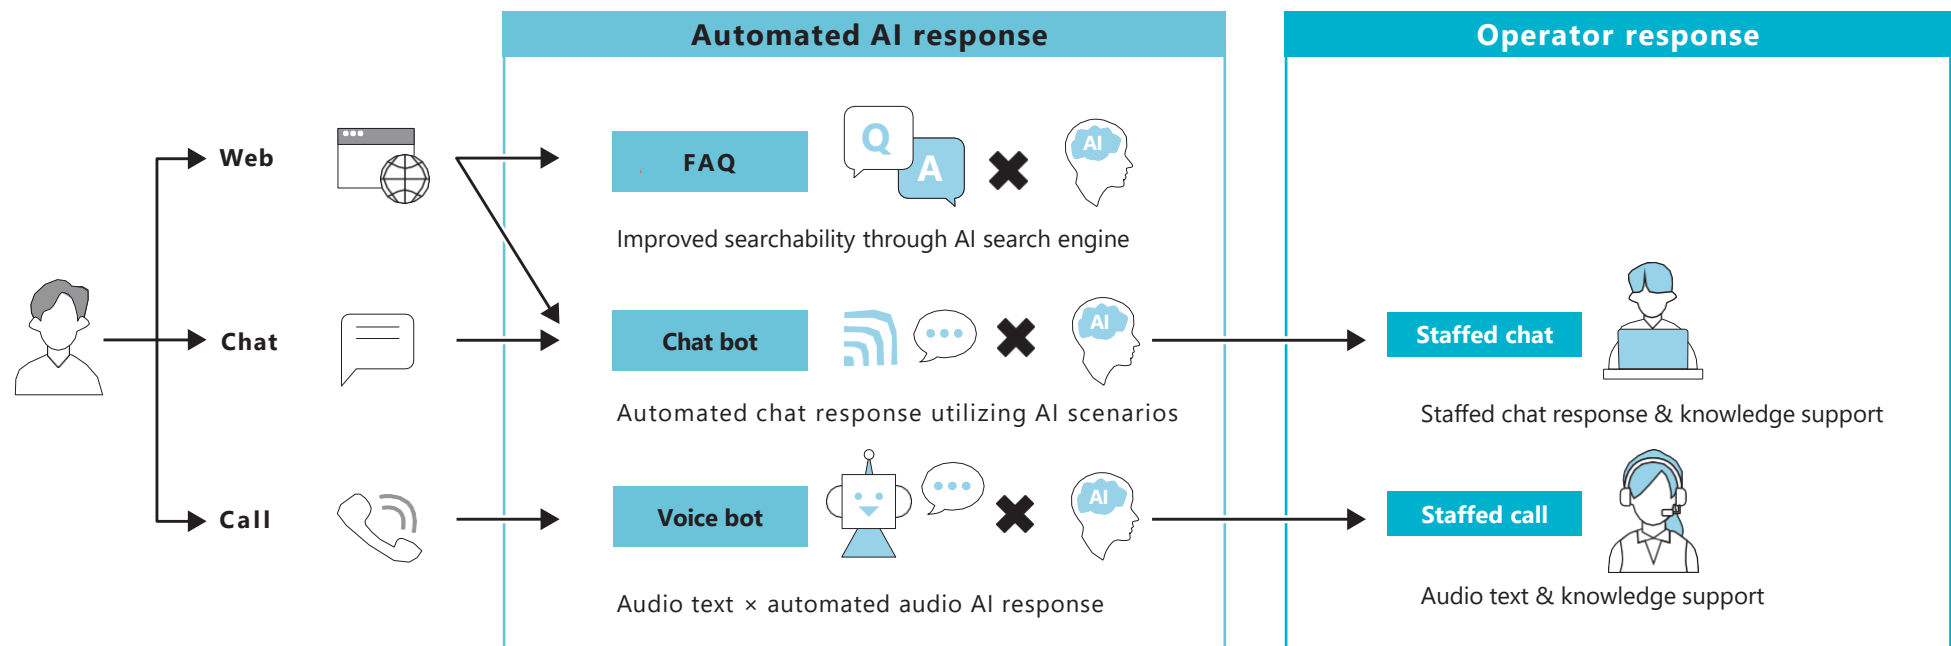 Automated AI response
Operator response
Web
FAQ
Q
A
AI
Improved searchability through AI search engine
Chat
Chat bot
AI
Staffed chat
Automated chat response utilizing AI scenarios
Staffed chat response & knowledge support
Call
Voice bot
AI
Staffed call
Audio text × automated audio AI response
Audio text & knowledge support